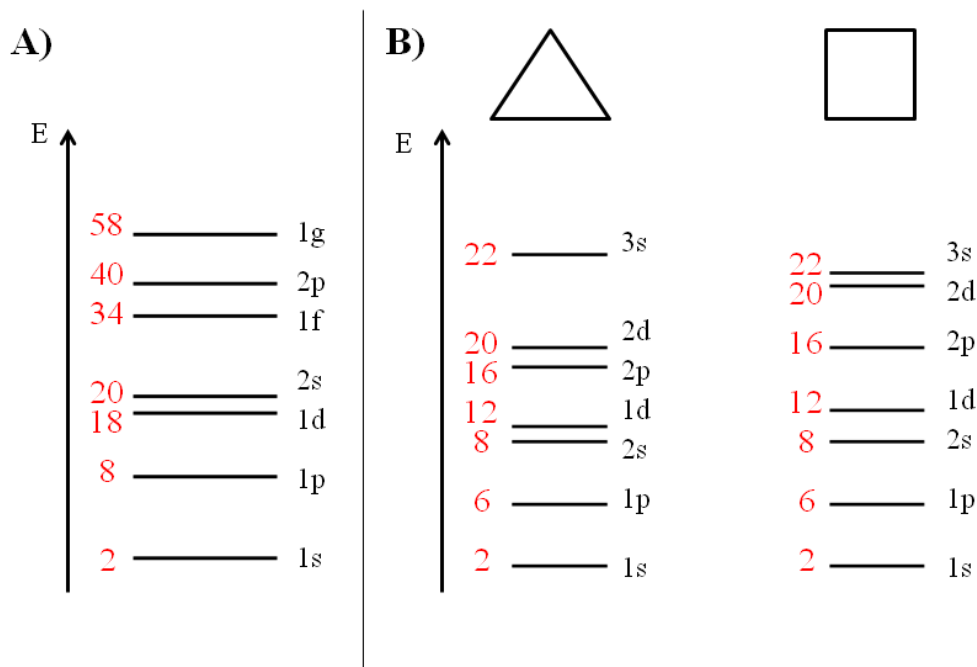 A)
E
58 1g
40 2p
34 1f
20 2s
18 1d
8 1p
2 1s
B)
E
22 3s
20 2d
16 2p
12 1d
8 2s
6 1p
2 1s
22 3s
20 2d
16 2p
12 1d
8 2s
6 1p
2 1s